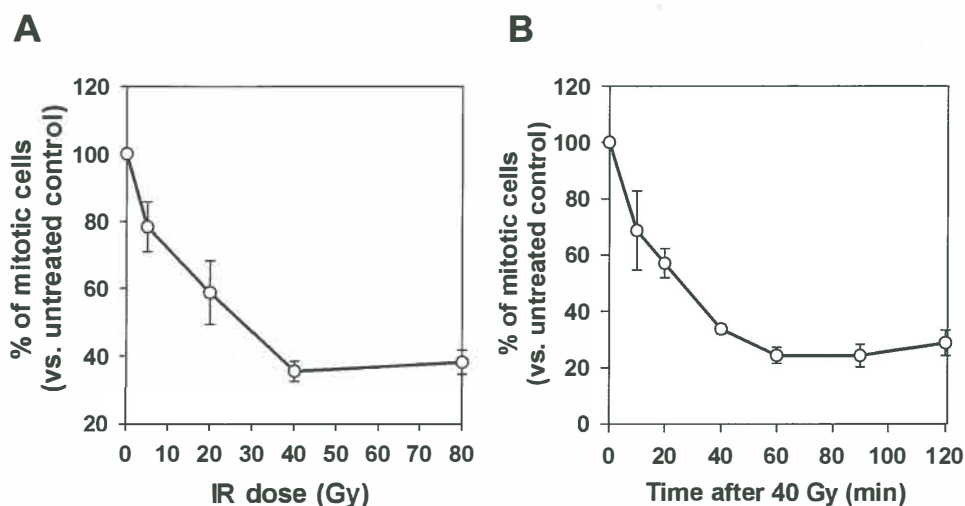 A
% of mitotic cells
(vs. untreated control)
120
100
80
60
40
20
0 10 20 30 40 50 60 70 80
IR dose (Gy)
B
% of mitotic cells
(vs. untreated control)
120
100
80
60
40
20
0
0 20 40 60 80 100 120
Time after 40 Gy (min)